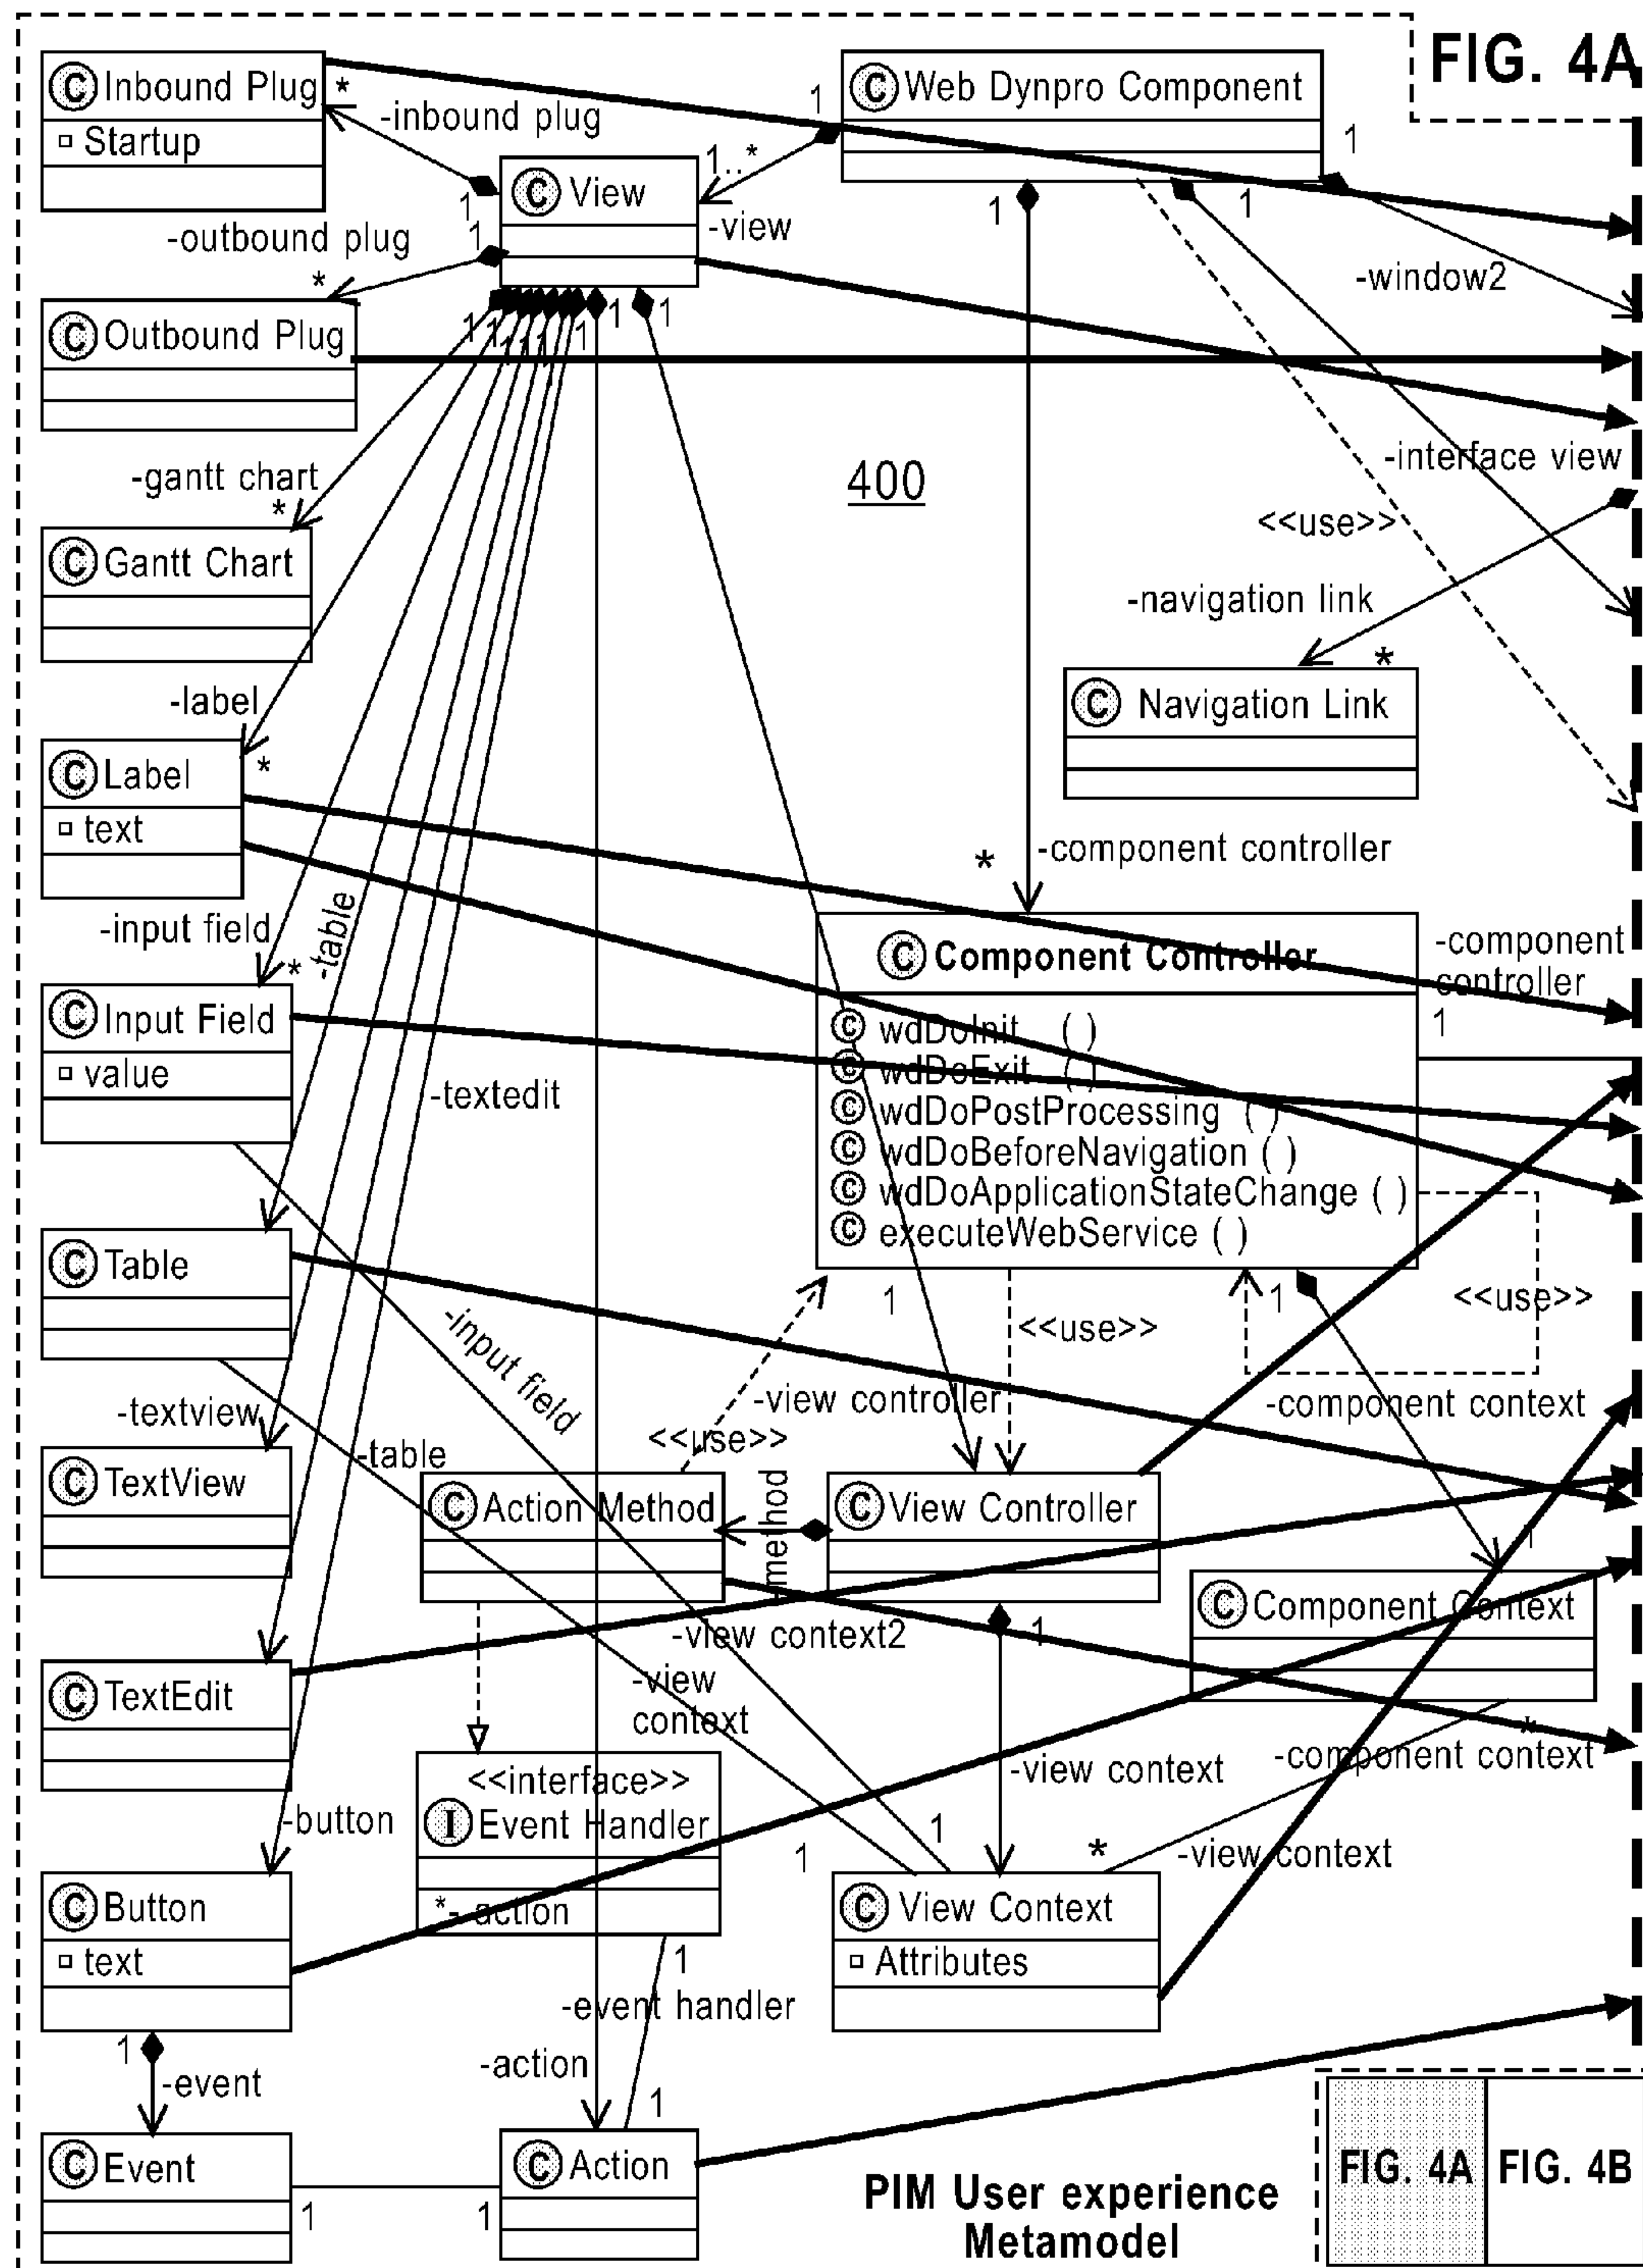 FIG. 4A
C Inbound Plug
Startup
*
-inbound plug
1
C Web Dynpro Component
1
1
1..*
-view
C View
1
1
-outbound plug
*
1
1
-window2
C Outbound Plug
1
1
1
1
1
1
1
1
-gantt chart
*
400
-interface view
<<use>>
C Gantt Chart
-navigation link
*
C Navigation Link
-label
*
C Label
text
*
-component controller
-input field
*
-table
C Component Controller
-component
controller
1
C Input Field
value
C wdDoInit ( )
C wdDoExit ( )
C wdDoPostProcessing ( )
C wdDoBeforeNavigation ( )
C wdDoApplicationStateChange ( )
C executeWebService ( )
-textedit
C Table
1
<<use>>
1
<<use>>
-input field
-view controller
-component context
-textview
<<use>>
-table
C TextView
C Action Method
-method
C View Controller
1
C Component Context
-view context2
1
-view
context
C TextEdit
*
<<interface>>
I Event Handler
*- action
-view context
-component context
-button
1
1
*
-view context
C Button
text
C View Context
Attributes
1
-event handler
1
-event
-action
1
C Event
1
1
C Action
PIM User experience
Metamodel
FIG. 4A
FIG. 4B